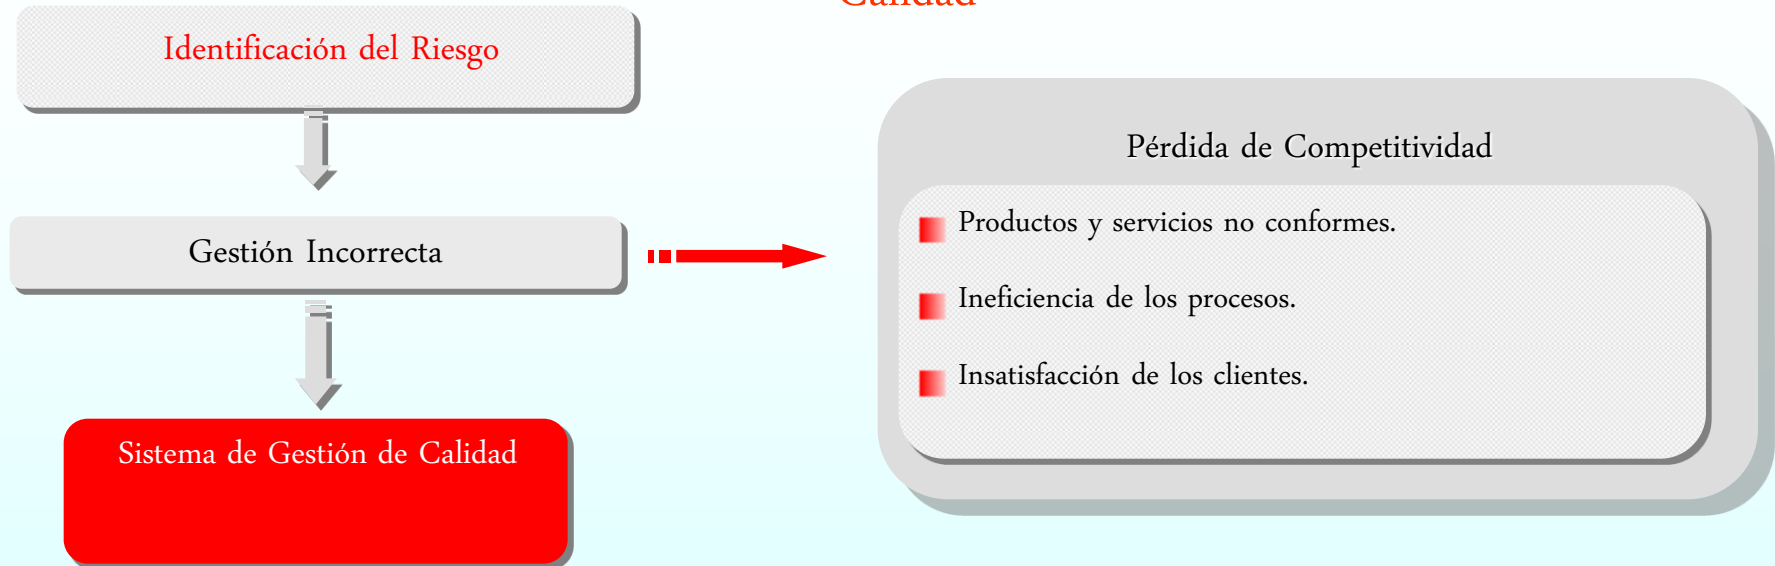 Calidad
Identificación del Riesgo
Gestión Incorrecta
Sistema de Gestión de Calidad
Pérdida de Competitividad
Productos y servicios no conformes.
Ineficiencia de los procesos.
Insatisfacción de los clientes.